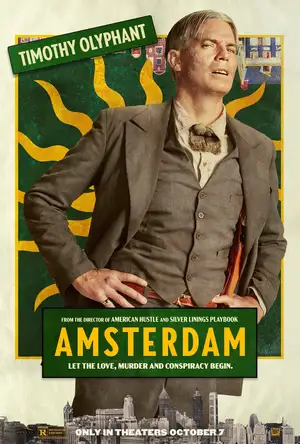 TIMOTHY OLYPHANT
FROM THE DIRECTOR OF AMERICAN HUSTLE AND SILVER LININGS PLAYBOOK
AMSTERDAM
LET THE LOVE, MURDER AND CONSPIRACY BEGIN.
R
ONLY IN THEATERS OCTOBER 7